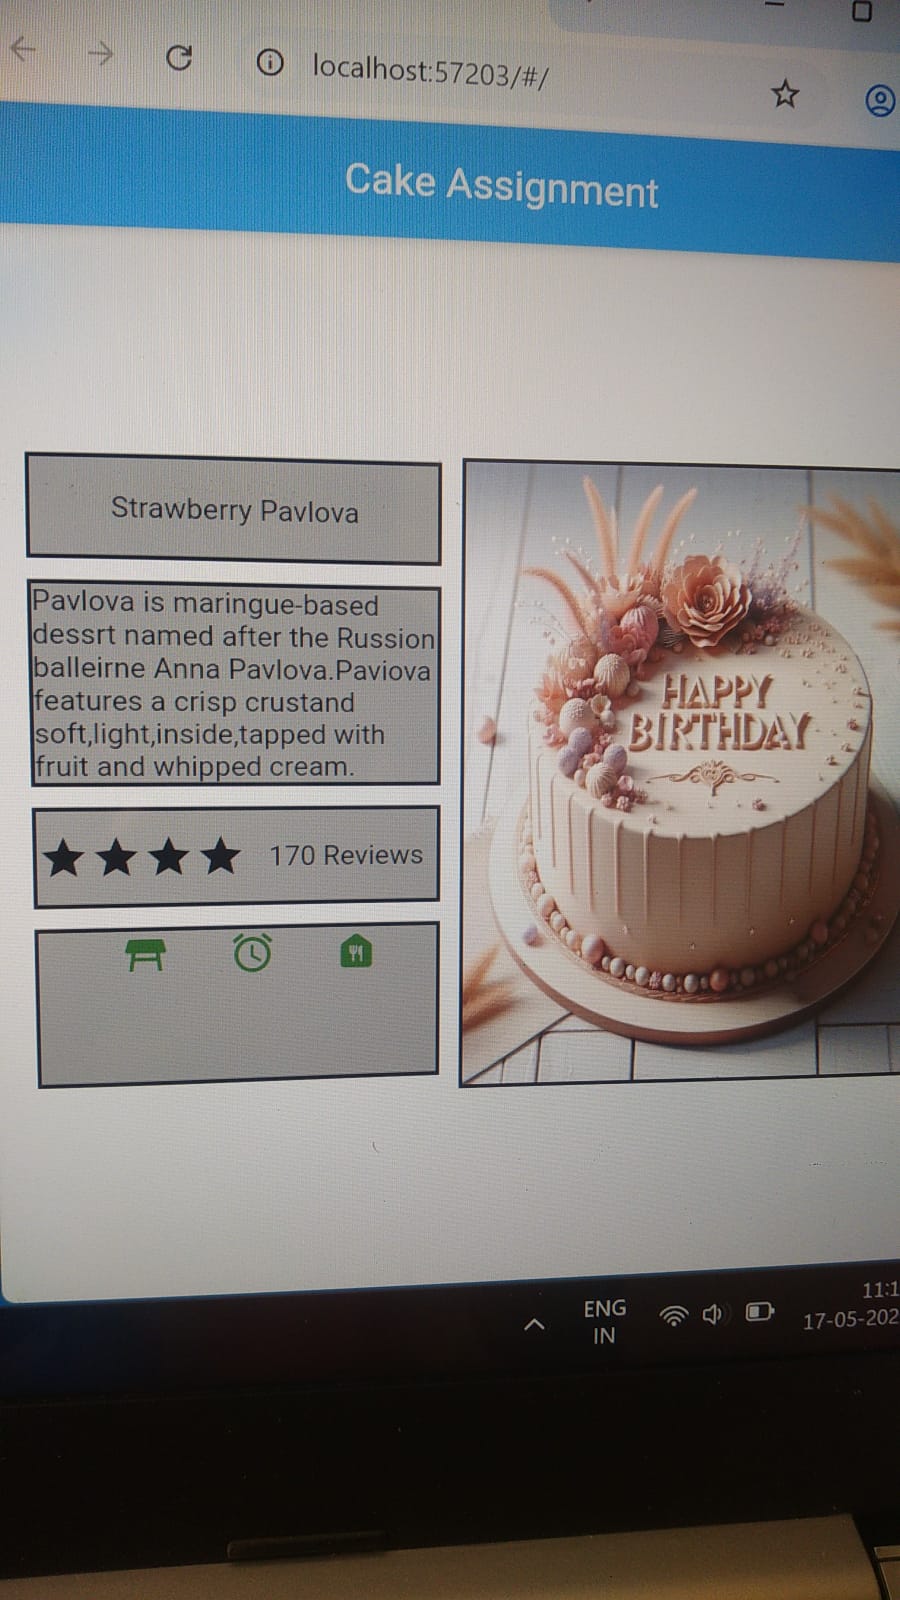 localhost:57203/#/
Cake Assignment
Strawberry Pavlova
Pavlova is maringue-based
dessrt named after the Russion
balleirne Anna Pavlova.Paviova
features a crisp crustand
soft,light,inside,tapped with
fruit and whipped cream.
170 Reviews
HAPPY
BIRTHDAY
ENG
IN
11:1
17-05-202